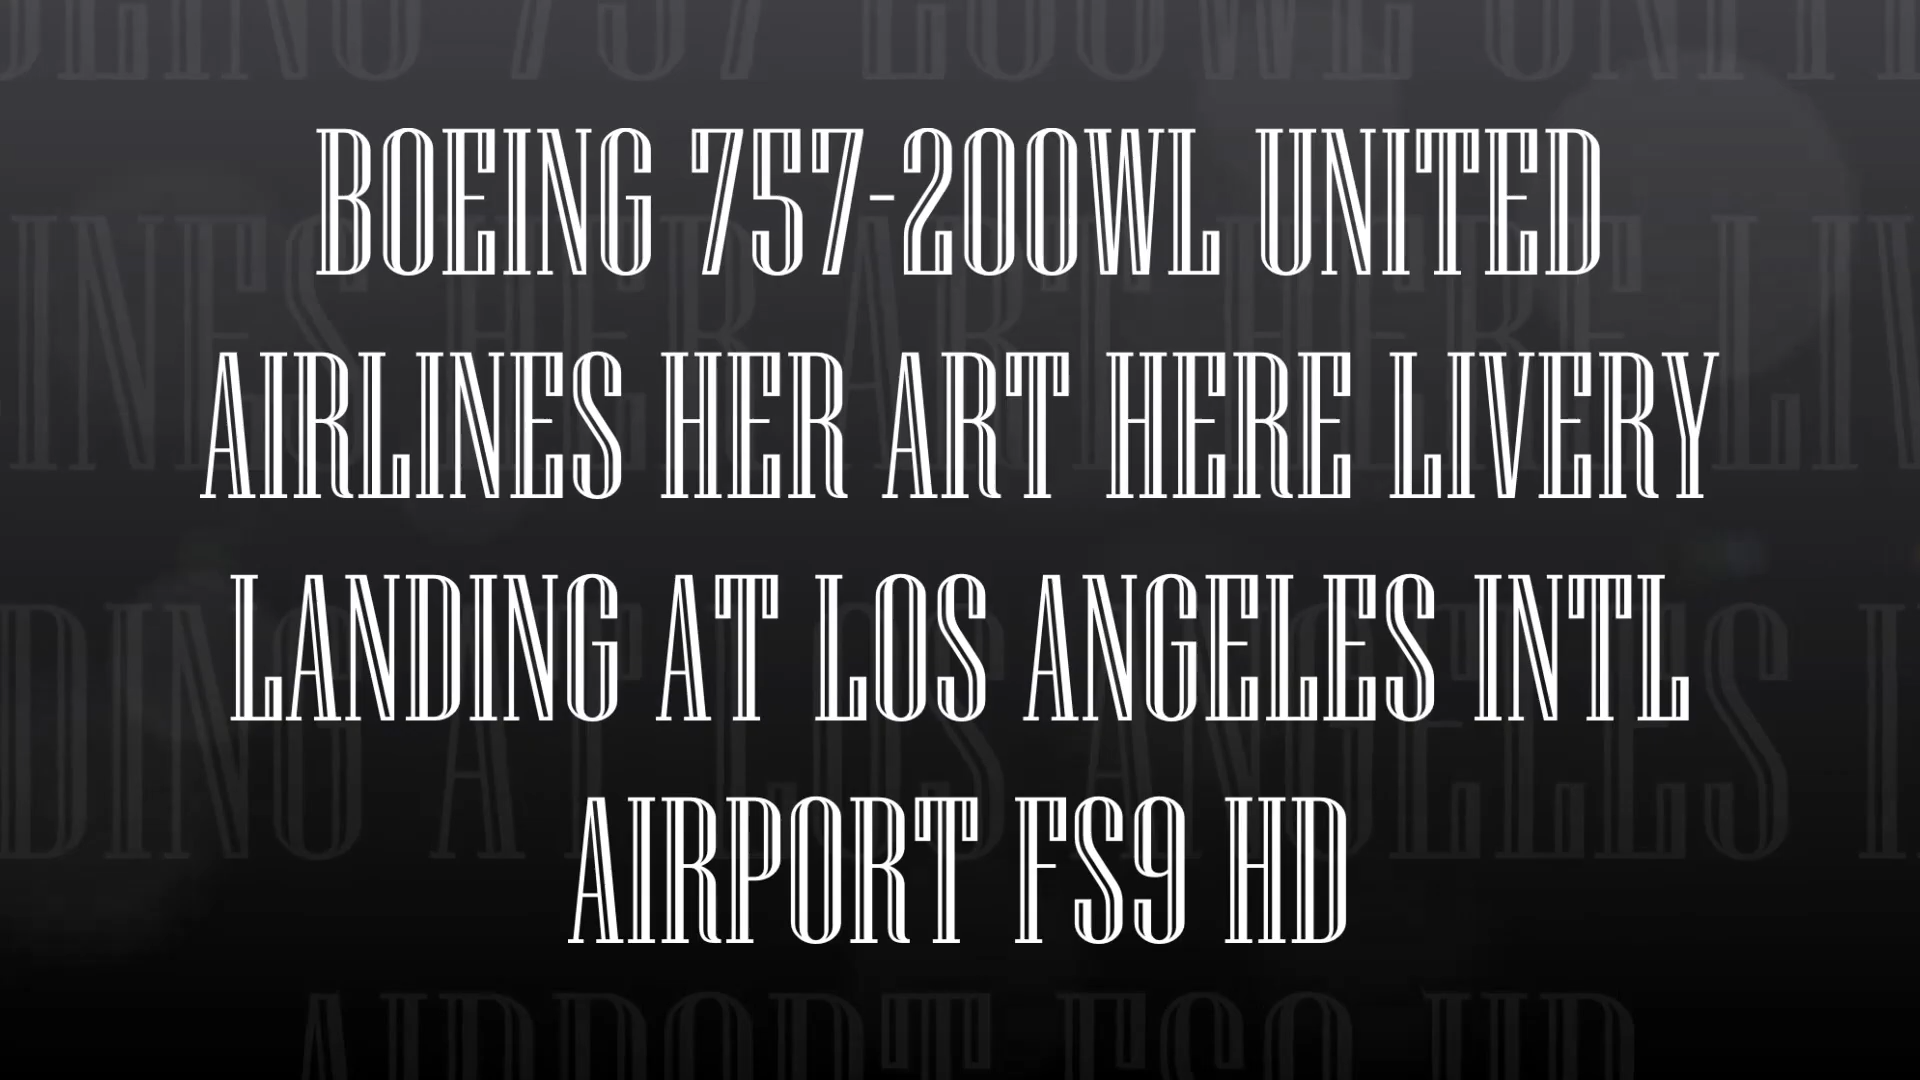 BOEING 757-200WL UNITED
AIRLINES HER ART HERE LIVERY
LANDING AT LOS ANGELES INTL
AIRPORT FS9 HD